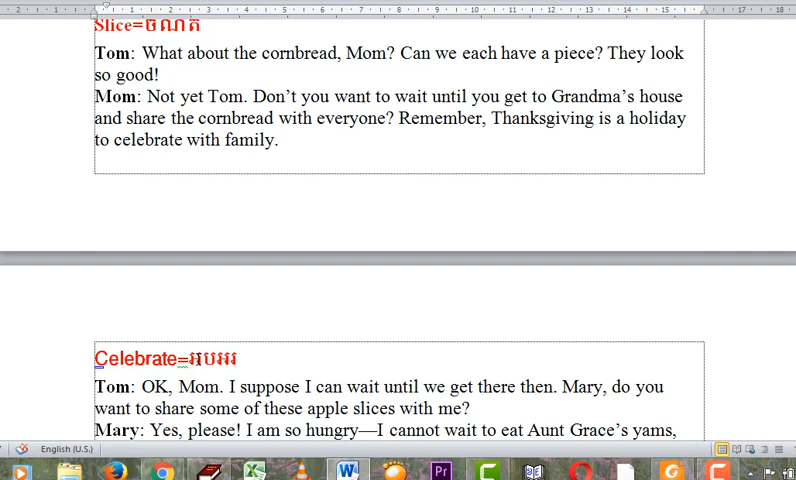 Slice=ចំណិត
Tom: What about the cornbread, Mom? Can we each have a piece? They look
so good!
Mom: Not yet Tom. Don’t you want to wait until you get to Grandma’s house
and share the cornbread with everyone? Remember, Thanksgiving is a holiday
to celebrate with family.
Celebrate=អបអរ
Tom: OK, Mom. I suppose I can wait until we get there then. Mary, do you
want to share some of these apple slices with me?
Mary: Yes, please! I am so hungry—I cannot wait to eat Aunt Grace’s yams,
English (U.S.)